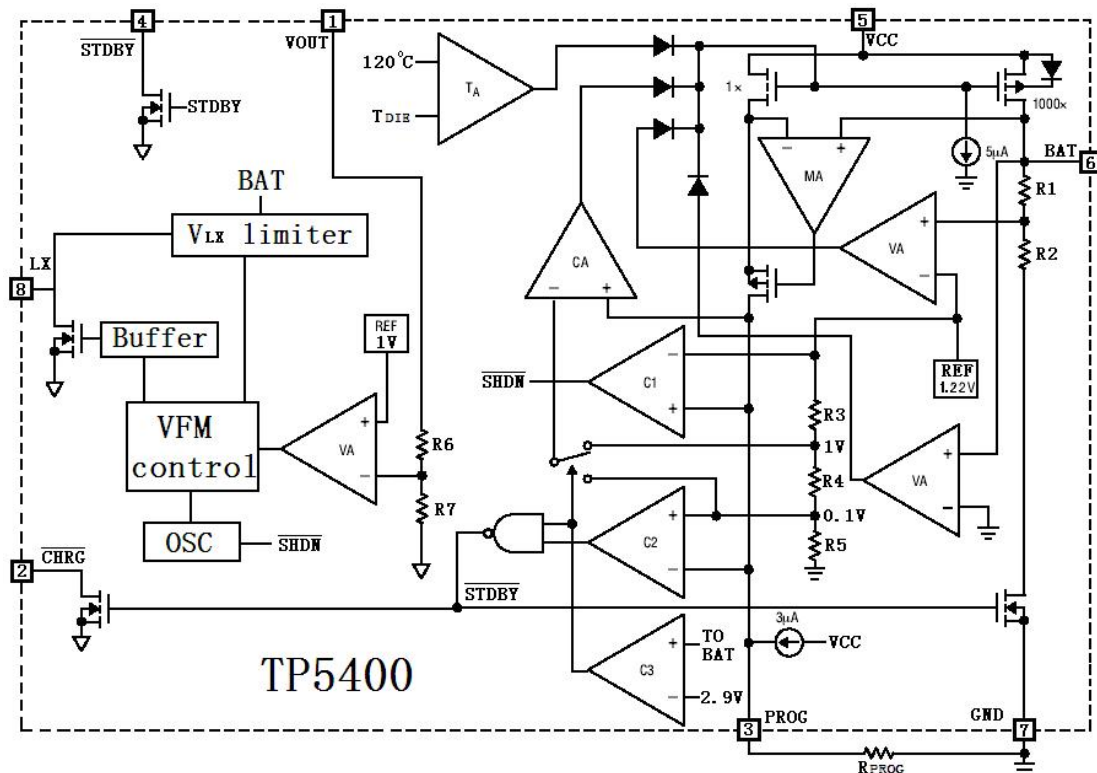 4
1
5
STDBY
VOUT
VCC
120°C
TA
TDIE
1×
1000×
STDBY
5μA
BAT
6
MA
R1
BAT
VLX limiter
VA
R2
LX
8
CA
REF
1V
Buffer
SHDN
C1
REF
1.22V
R3
VFM
control
VA
R6
1V
VA
R4
R7
0.1V
OSC
SHDN
C2
R5
CHRG
2
STDBY
3μA
VCC
TO
BAT
C3
2.9V
TP5400
PROG
GND
3
7
RPROG
+
−
+
−
+
−
+
−
+
−
+
−
+
−
+
−
+
−